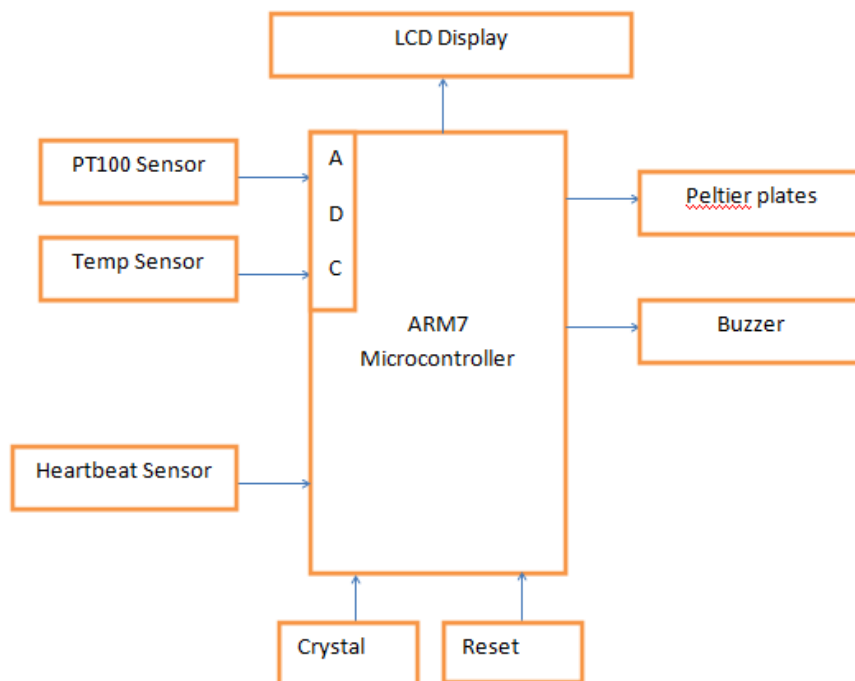 LCD Display
PT100 Sensor
A
D
C
Temp Sensor
Peltier plates
Buzzer
ARM7
Microcontroller
Heartbeat Sensor
Crystal
Reset